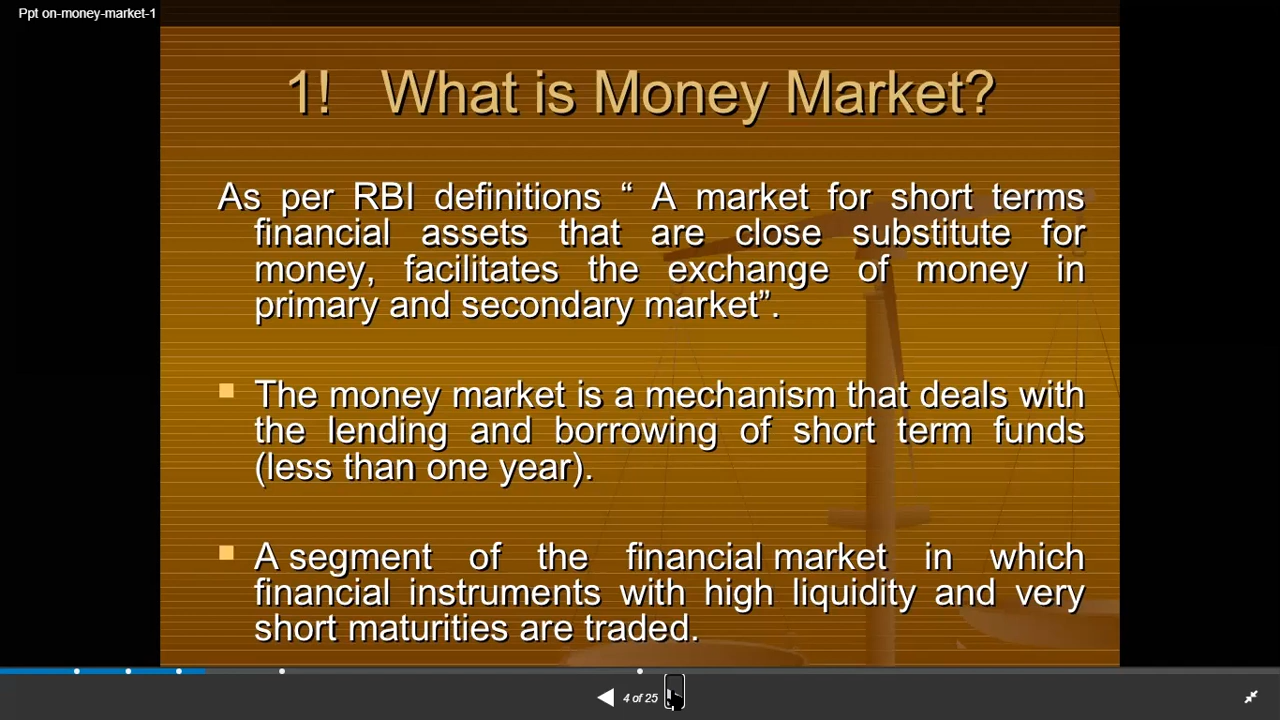 Ppt on-money-market-1
1! What is Money Market?
As per RBI definitions “ A market for short terms
financial assets that are close substitute for
money, facilitates the exchange of money in
primary and secondary market”.
The money market is a mechanism that deals with
the lending and borrowing of short term funds
(less than one year).
A segment of the financial market in which
financial instruments with high liquidity and very
short maturities are traded.
4 of 25